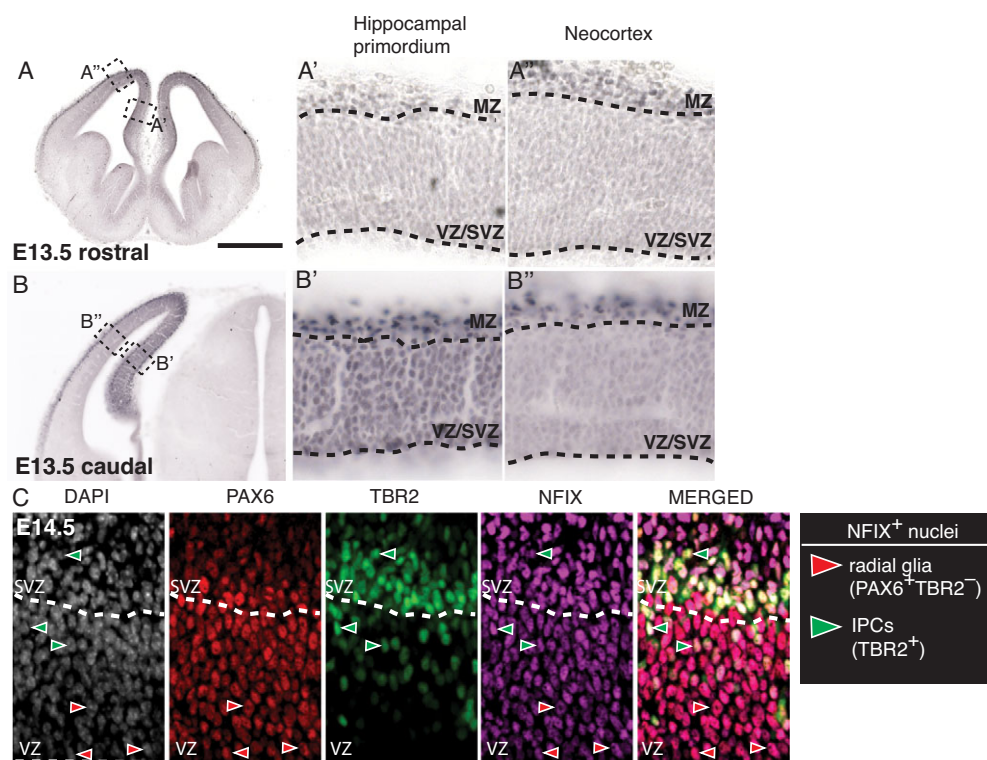 Hippocampal
primordium
Neocortex
A
A''
A'
E13.5 rostral
A'
MZ
VZ/SVZ
A''
MZ
VZ/SVZ
B
B''
B'
E13.5 caudal
B'
MZ
VZ/SVZ
B''
MZ
VZ/SVZ
C
DAPI
PAX6
TBR2
NFIX
MERGED
E14.5
SVZ
VZ
SVZ
VZ
SVZ
VZ
SVZ
VZ
SVZ
VZ
NFIX⁺ nuclei
radial glia
(PAX6⁺TBR2⁻)
IPCs
(TBR2⁺)